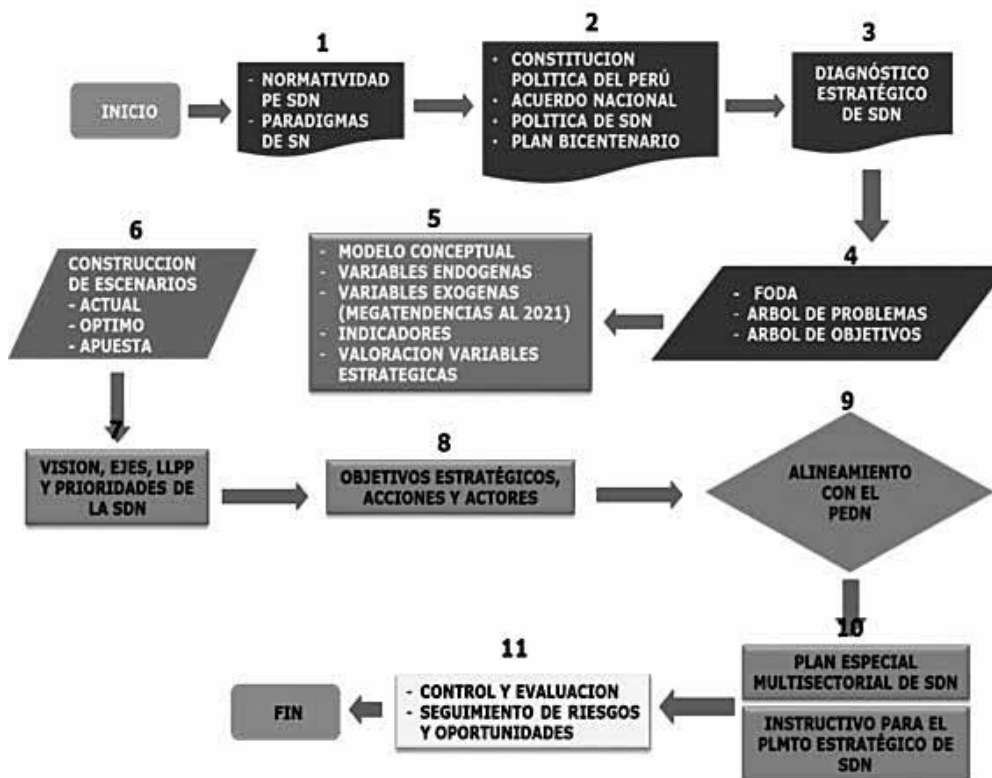 INICIO
1
- NORMATIVIDAD
PE SDN
- PARADIGMAS
DE SN
2
• CONSTITUCION
POLITICA DEL PERÚ
• ACUERDO NACIONAL
• POLITICA DE SDN
• PLAN BICENTENARIO
3
DIAGNÓSTICO
ESTRATÉGICO
DE SDN
4
- FODA
- ARBOL DE PROBLEMAS
- ARBOL DE OBJETIVOS
5
- MODELO CONCEPTUAL
- VARIABLES ENDOGENAS
- VARIABLES EXOGENAS
(MEGATENDENCIAS AL 2021)
- INDICADORES
- VALORACION VARIABLES
ESTRATEGICAS
6
CONSTRUCCION
DE ESCENARIOS
- ACTUAL
- OPTIMO
- APUESTA
7
VISION, EJES, LLPP
Y PRIORIDADES DE
LA SDN
8
OBJETIVOS ESTRATÉGICOS,
ACCIONES Y ACTORES
9
ALINEAMIENTO
CON EL
PEDN
10
PLAN ESPECIAL
MULTISECTORIAL DE SDN
INSTRUCTIVO PARA EL
PLMTO ESTRATÉGICO DE
SDN
11
- CONTROL Y EVALUACION
- SEGUIMIENTO DE RIESGOS
Y OPORTUNIDADES
FIN